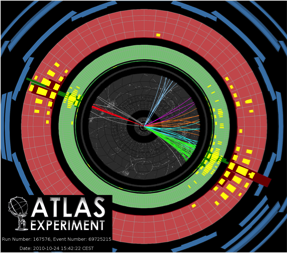 ATLAS
EXPERIMENT
Run Number: 167576, Event Number: 69725215
Date: 2010-10-24 15:42:22 CEST